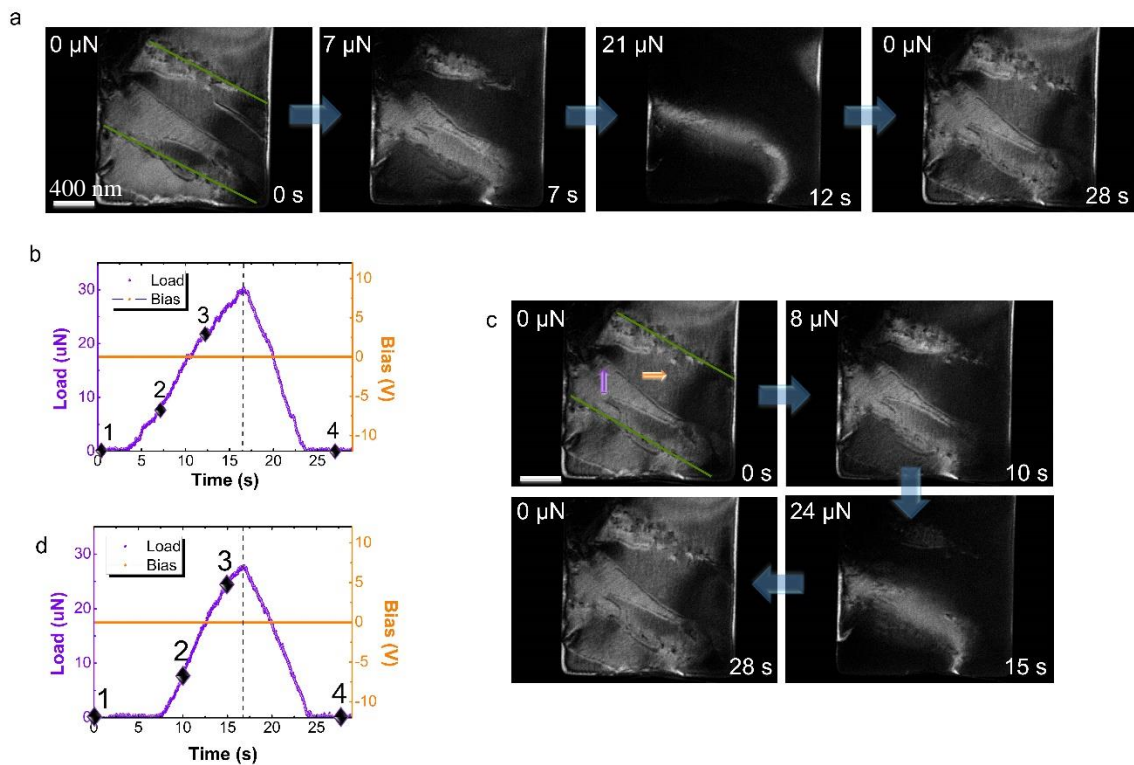 a
0 µN
7 µN
21 µN
0 µN
400 nm
0 s
7 s
12 s
28 s
b
Load
Bias
1
2
3
4
Load (uN)
30
20
10
0
Bias (V)
10
5
0
-5
-10
0
5
10
15
20
25
Time (s)
c
0 µN
8 µN
0 s
10 s
0 µN
24 µN
28 s
15 s
d
Load
Bias
1
2
3
4
Load (uN)
30
20
10
0
Bias (V)
10
5
0
-5
-10
0
5
10
15
20
25
Time (s)